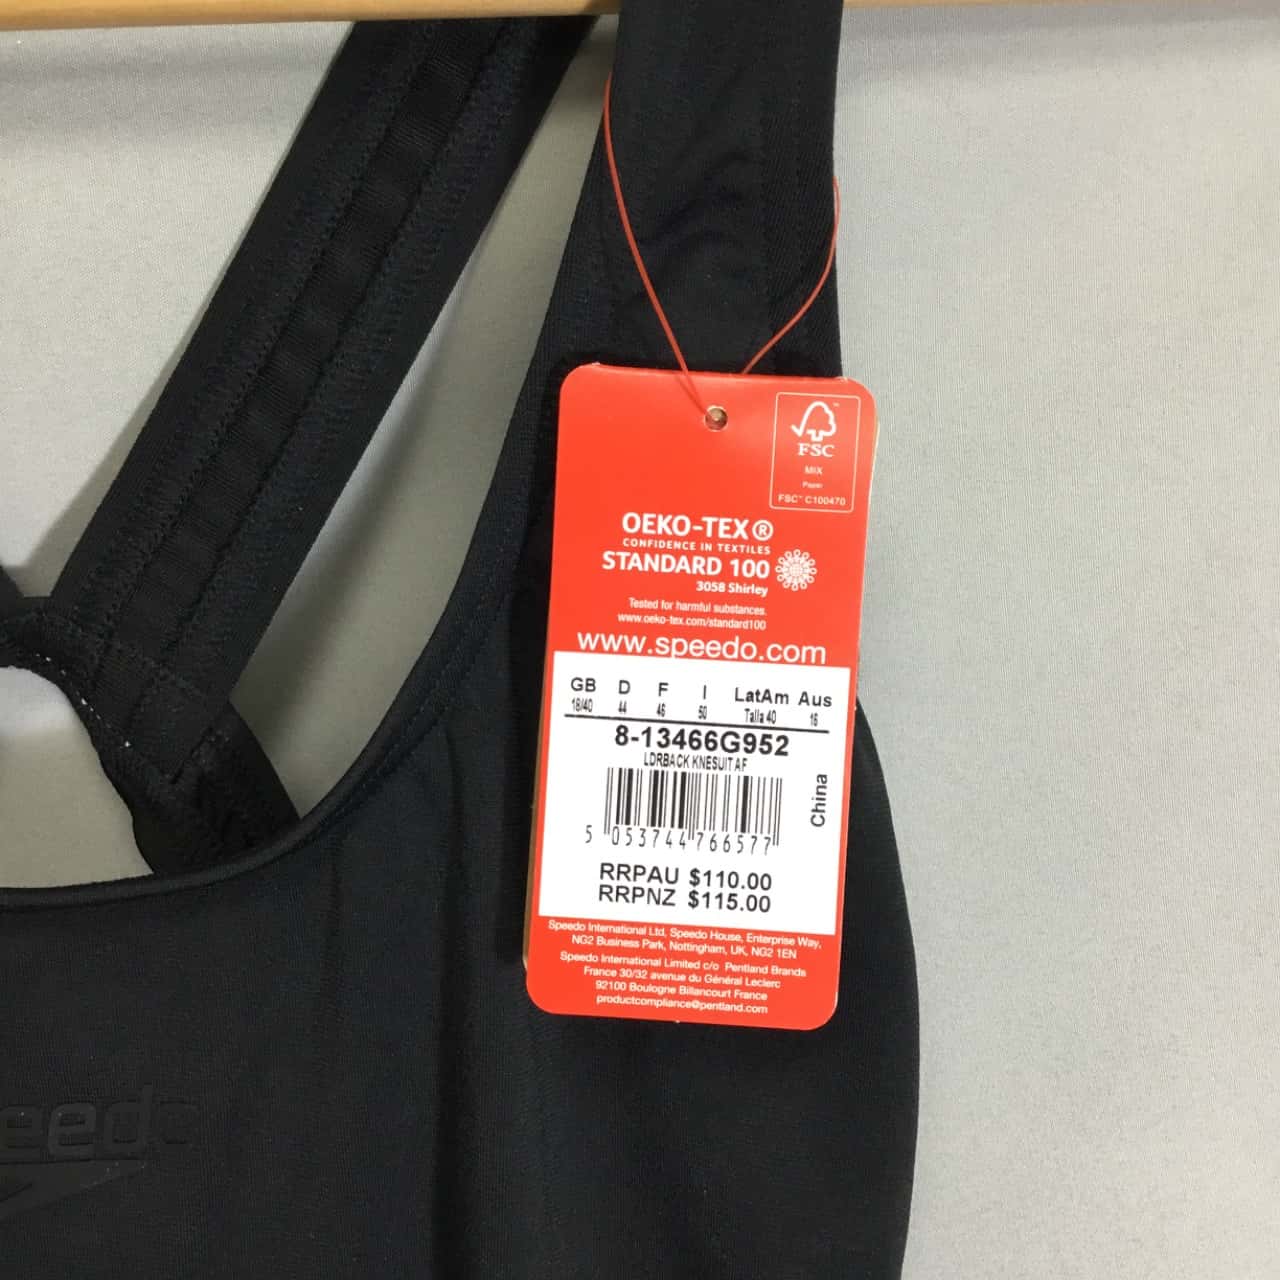 FSC™
MIX
Paper
FSC™ C100470
OEKO-TEX®
CONFIDENCE IN TEXTILES
STANDARD 100
3058 Shirley
Tested for harmful substances.
www.oeko-tex.com/standard100
www.speedo.com
GB D F I LatAm Aus
18/40 44 46 50 Talla 40 16
8-13466G952
LDRBACK KNESUIT AF
China
5 053744 766577
RRPAU $110.00
RRPNZ $115.00
Speedo International Ltd, Speedo House, Enterprise Way,
NG2 Business Park, Nottingham, UK, NG2 1EN
Speedo International Limited c/o Pentland Brands
France 30/32 avenue du Général Leclerc
92100 Boulogne Billancourt France
productcompliance@pentland.com
eedo